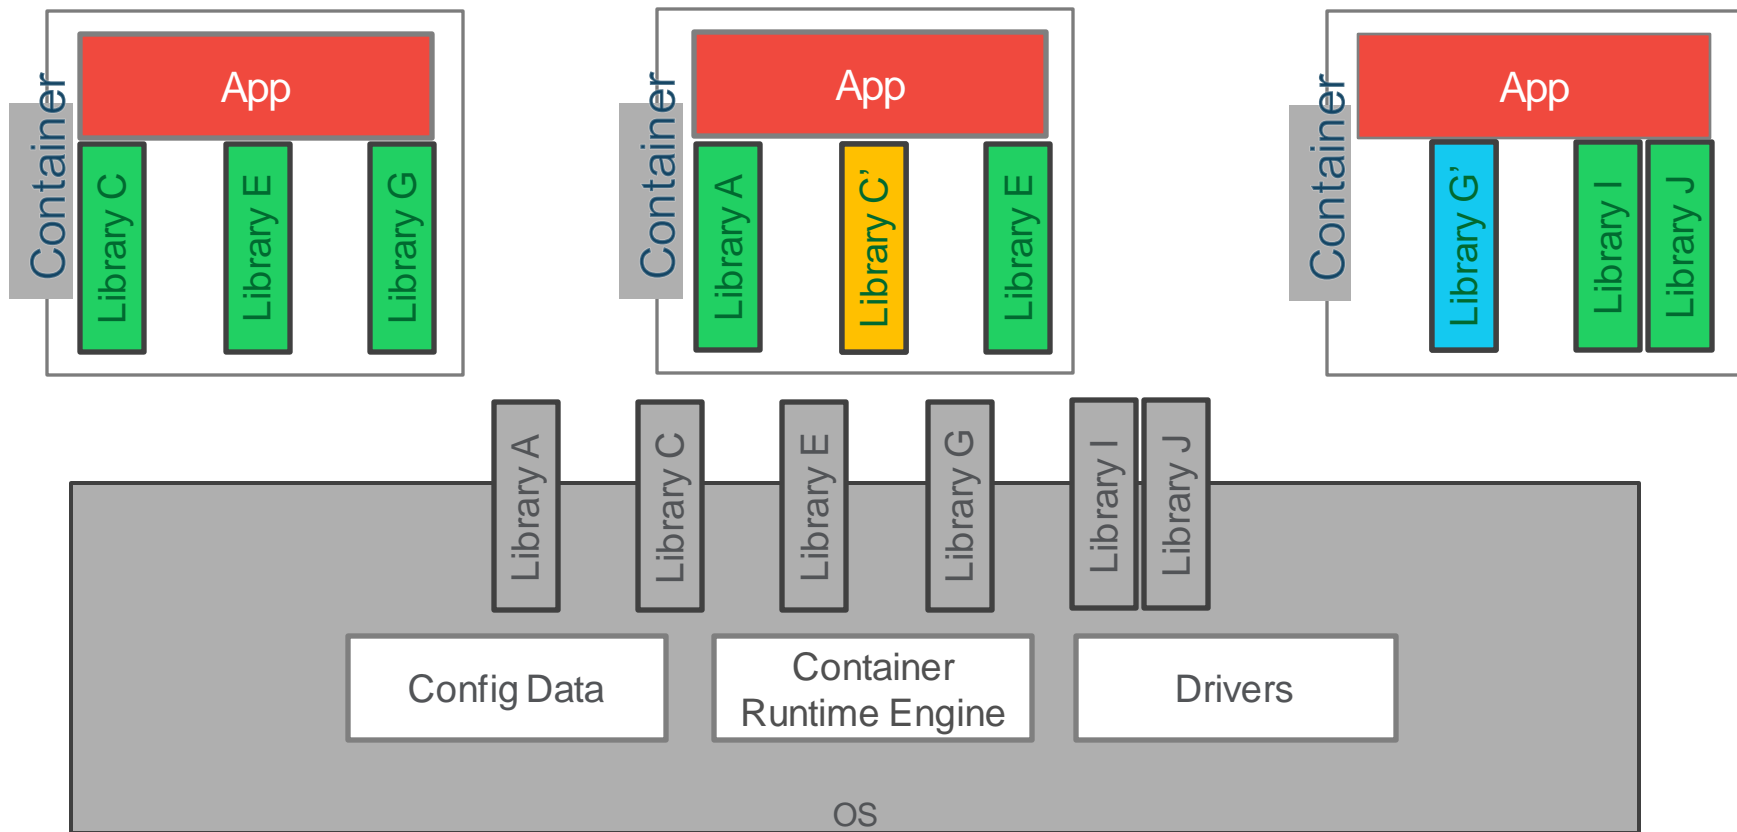 Container
App
Library C
Library E
Library G
Container
App
Library A
Library C’
Library E
Container
App
Library G’
Library I
Library J
Library A
Library C
Library E
Library G
Library I
Library J
Config Data
Container
Runtime Engine
Drivers
OS